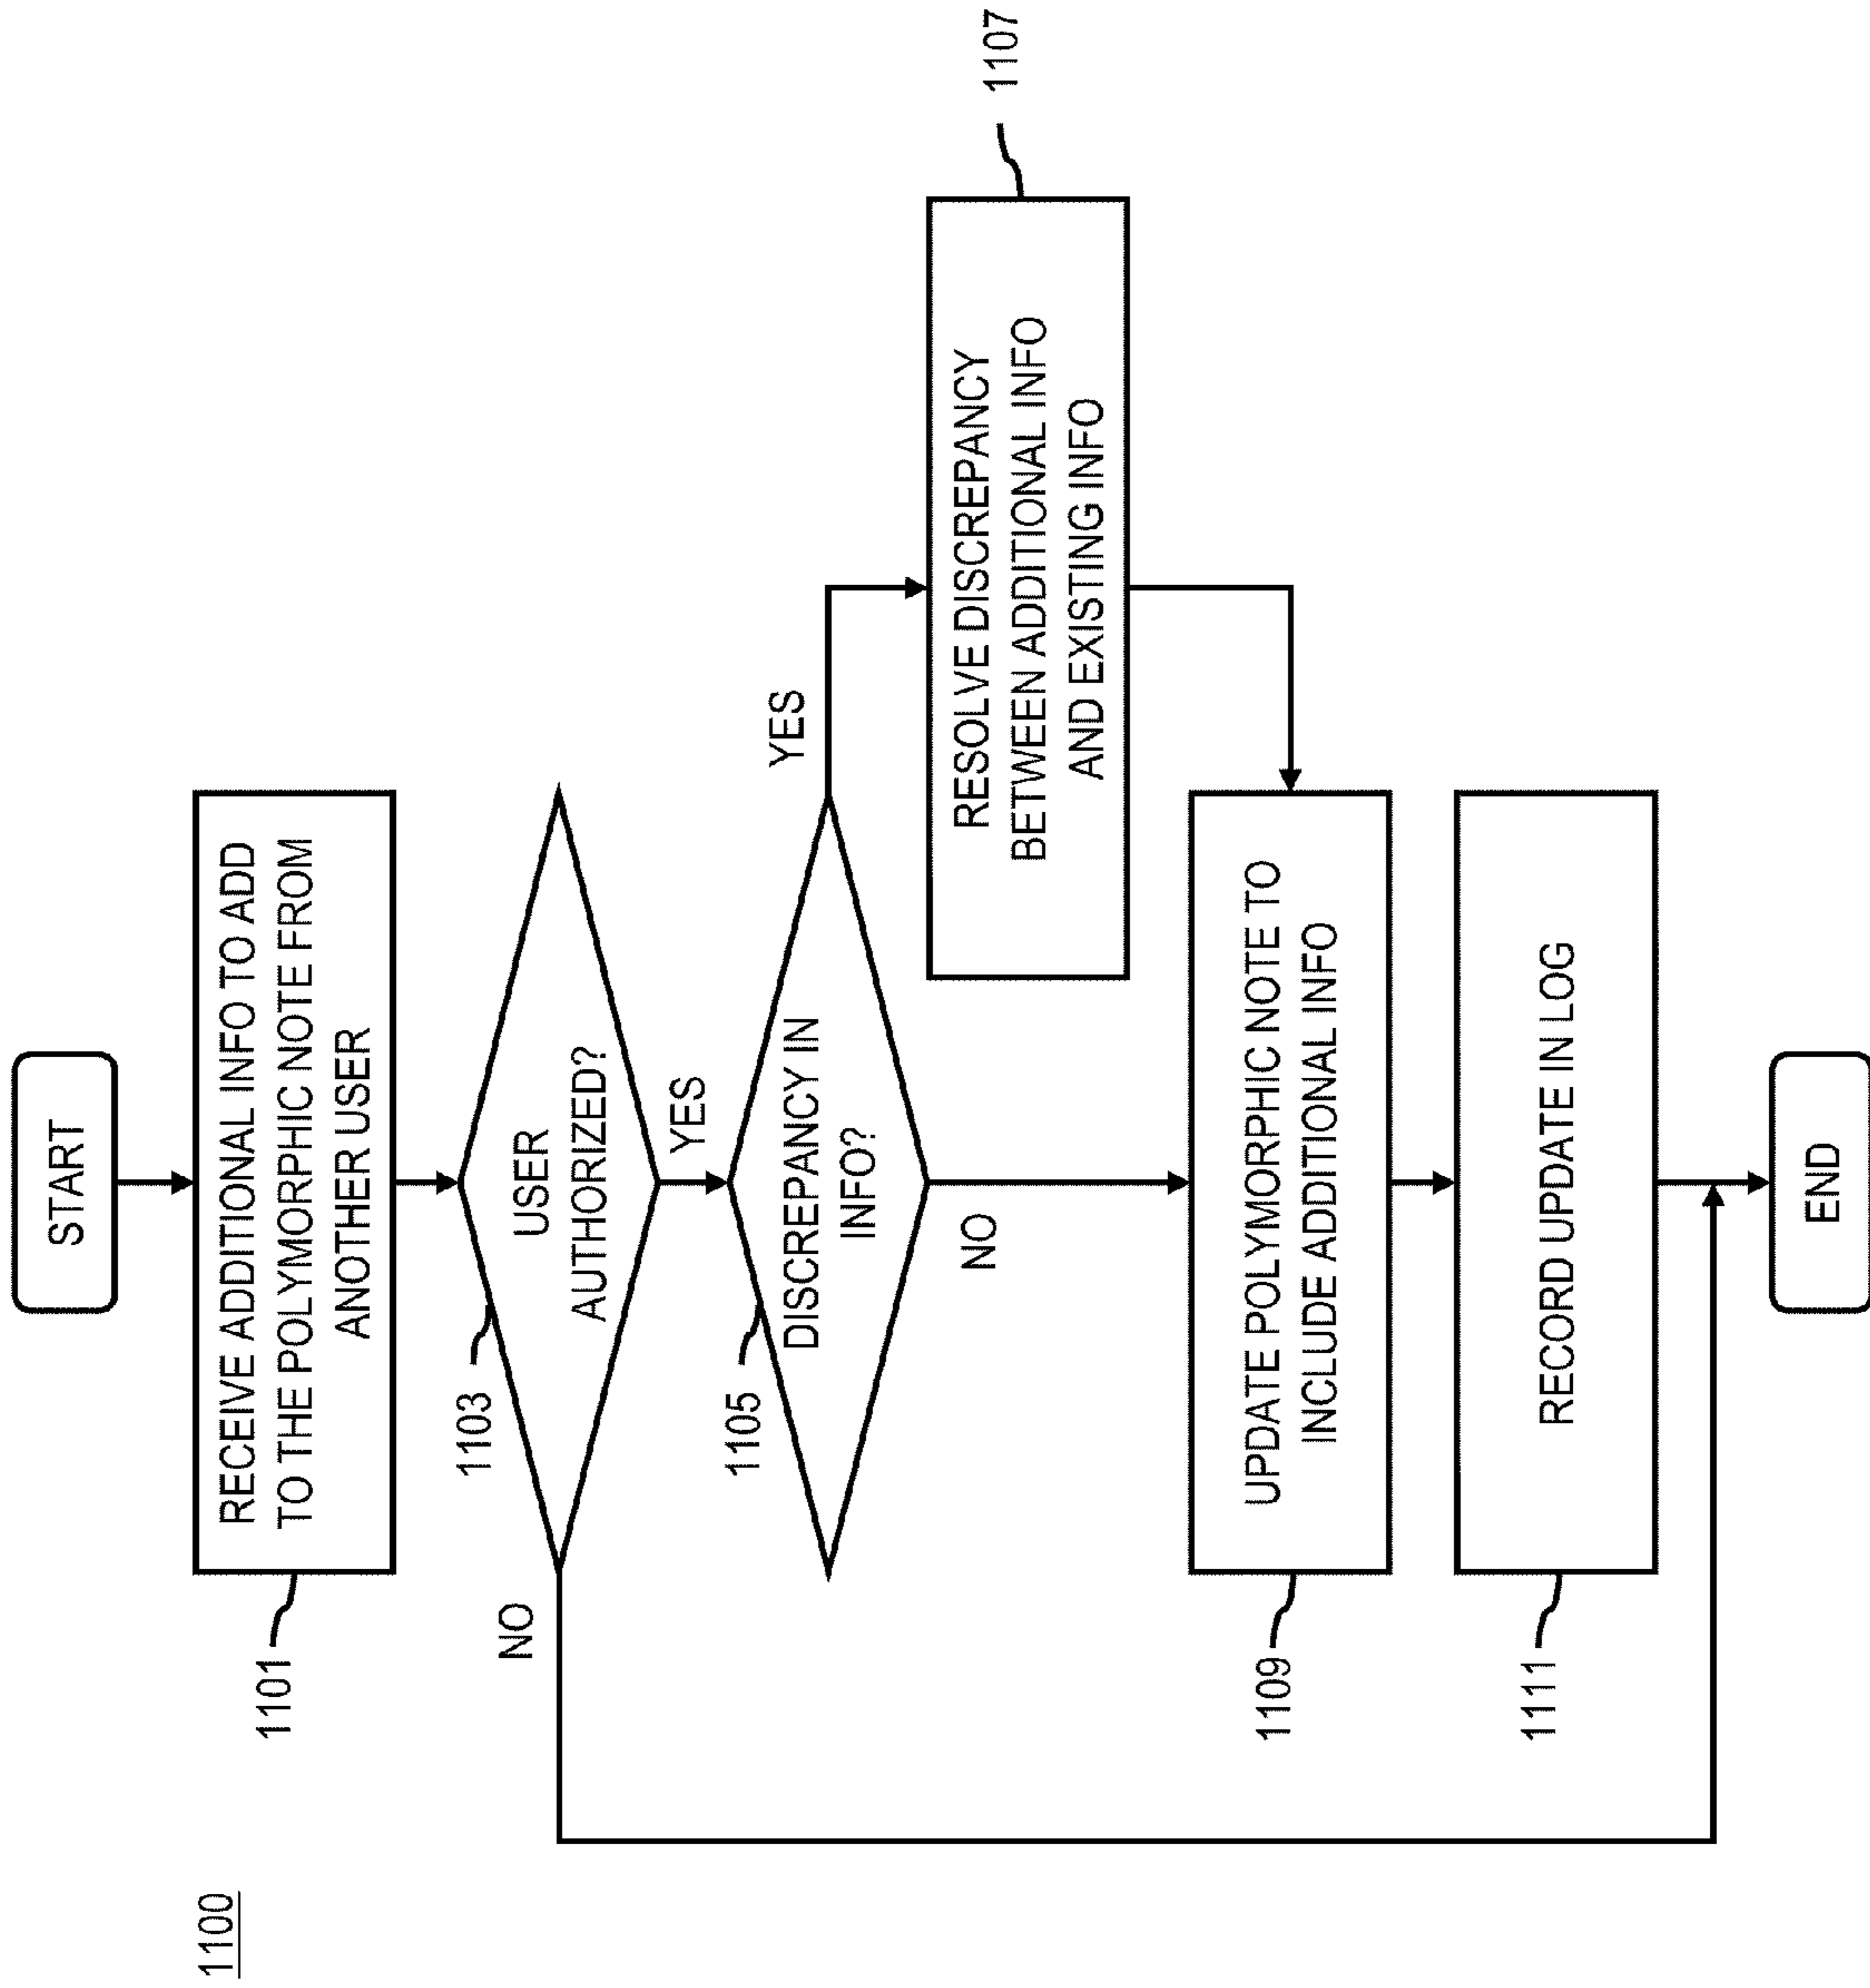 1100
START
RECEIVE ADDITIONAL INFO TO ADD
TO THE POLYMORPHIC NOTE FROM
ANOTHER USER
1101
USER
AUTHORIZED?
1103
NO
YES
DISCREPANCY IN
INFO?
1105
YES
NO
RESOLVE DISCREPANCY
BETWEEN ADDITIONAL INFO
AND EXISTING INFO
1107
UPDATE POLYMORPHIC NOTE TO
INCLUDE ADDITIONAL INFO
1109
RECORD UPDATE IN LOG
1111
END